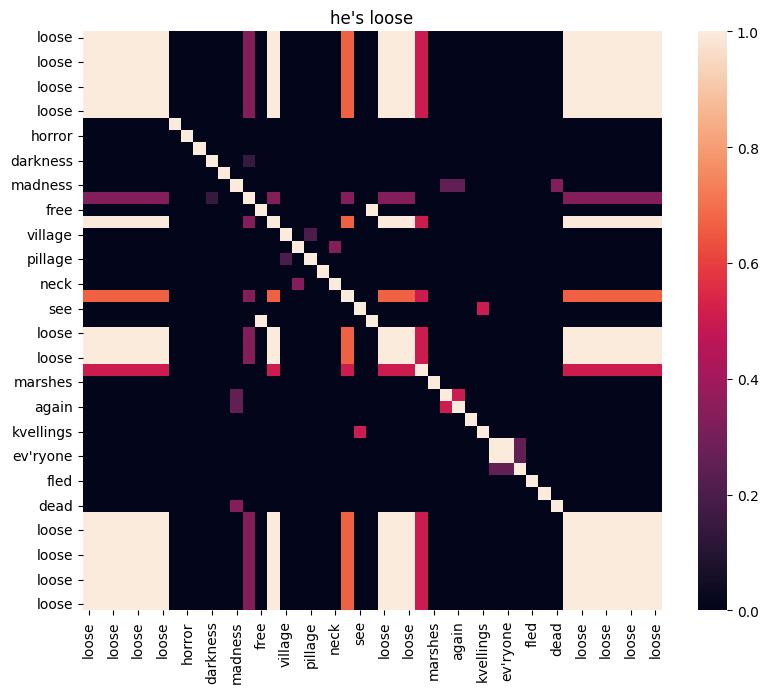 he's loose
loose
loose
loose
loose
horror
darkness
madness
free
village
pillage
neck
see
loose
loose
marshes
again
kvellings
ev'ryone
fled
dead
loose
loose
loose
loose
1.0
0.8
0.6
0.4
0.2
0.0
loose
loose
loose
loose
horror
darkness
madness
free
village
pillage
neck
see
loose
loose
marshes
again
kvellings
ev'ryone
fled
dead
loose
loose
loose
loose